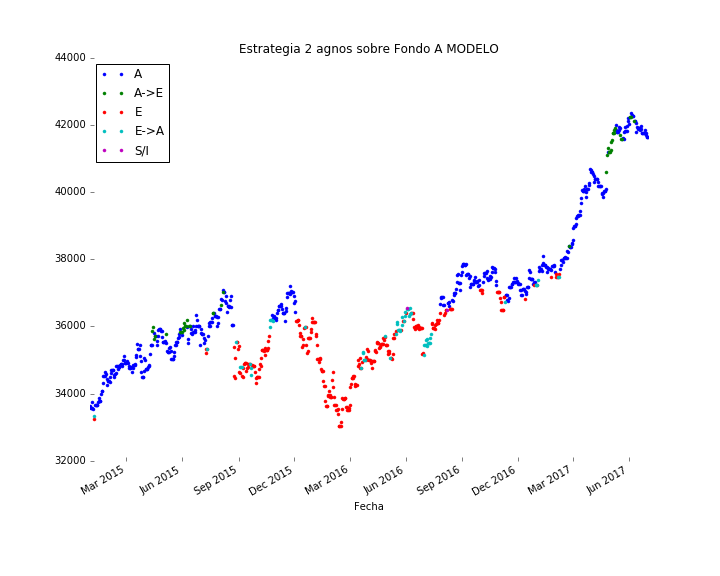 Estrategia 2 agnos sobre Fondo A MODELO
44000
42000
40000
38000
36000
34000
32000
A
A->E
E
E->A
S/I
Mar 2015
Jun 2015
Sep 2015
Dec 2015
Mar 2016
Jun 2016
Sep 2016
Dec 2016
Mar 2017
Jun 2017
Fecha